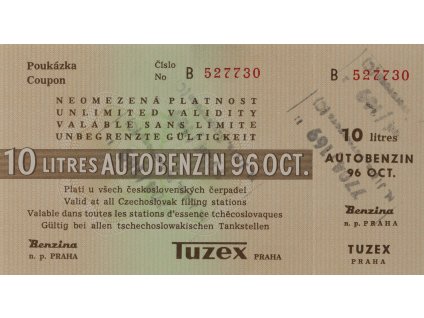 Poukázka
Coupon
Číslo
No
B 527730
NEOMEZENÁ PLATNOST
UNLIMITED VALIDITY
VALABLE SANS LIMITE
UNBEGRENZTE GÜLTIGKEIT
10 LITRES AUTOBENZIN 96 OCT.
Platí u všech československých čerpadel
Valid at all Czechoslovak filling stations
Valable dans toutes les stations d'essence tchécoslovaques
Gültig bei allen tschechoslowakischen Tankstellen
Benzina
n. p. PRAHA
Tuzex PRAHA
B 527730
10 litres
AUTOBENZIN
96 OCT.
Benzina
n. p. PRAHA
TUZEX
PRAHA